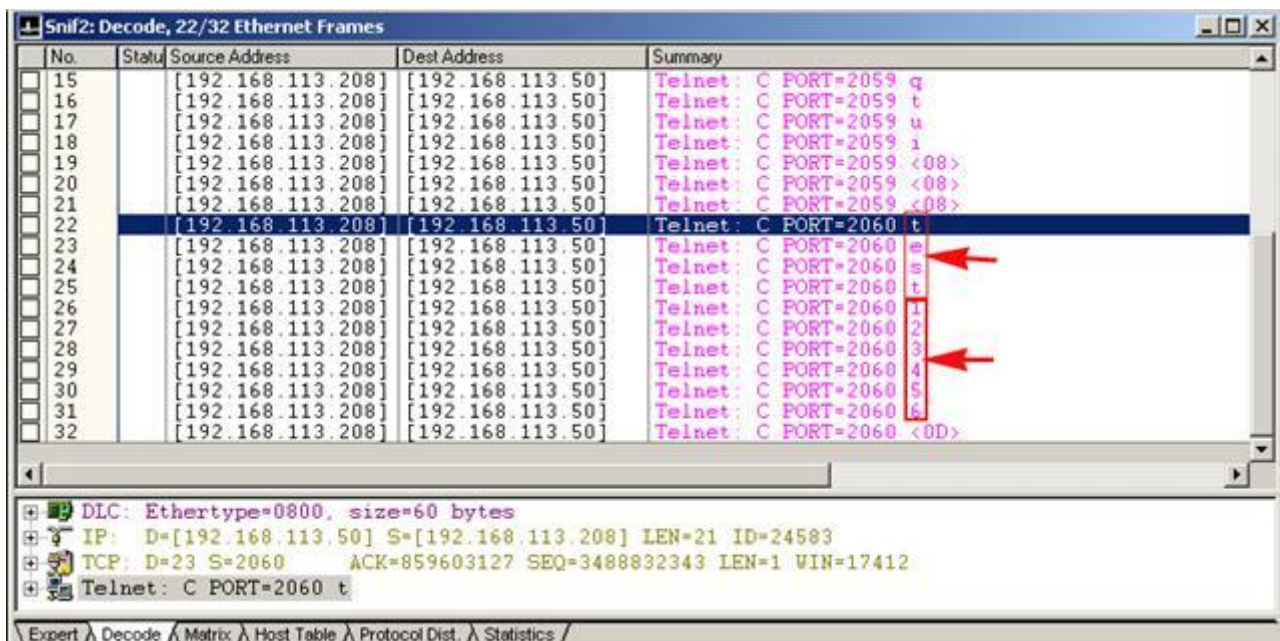 Snif2: Decode, 22/32 Ethernet Frames
No. Statu Source Address Dest Address Summary
15 [192.168.113.208] [192.168.113.50] Telnet: C PORT=2059 q
16 [192.168.113.208] [192.168.113.50] Telnet: C PORT=2059 t
17 [192.168.113.208] [192.168.113.50] Telnet: C PORT=2059 u
18 [192.168.113.208] [192.168.113.50] Telnet: C PORT=2059 i
19 [192.168.113.208] [192.168.113.50] Telnet: C PORT=2059 <08>
20 [192.168.113.208] [192.168.113.50] Telnet: C PORT=2059 <08>
21 [192.168.113.208] [192.168.113.50] Telnet: C PORT=2059 <08>
22 [192.168.113.208] [192.168.113.50] Telnet: C PORT=2060 t
23 [192.168.113.208] [192.168.113.50] Telnet: C PORT=2060 e
24 [192.168.113.208] [192.168.113.50] Telnet: C PORT=2060 s
25 [192.168.113.208] [192.168.113.50] Telnet: C PORT=2060 t
26 [192.168.113.208] [192.168.113.50] Telnet: C PORT=2060 1
27 [192.168.113.208] [192.168.113.50] Telnet: C PORT=2060 2
28 [192.168.113.208] [192.168.113.50] Telnet: C PORT=2060 3
29 [192.168.113.208] [192.168.113.50] Telnet: C PORT=2060 4
30 [192.168.113.208] [192.168.113.50] Telnet: C PORT=2060 5
31 [192.168.113.208] [192.168.113.50] Telnet: C PORT=2060 6
32 [192.168.113.208] [192.168.113.50] Telnet: C PORT=2060 <0D>
DLC: Ethertype=0800, size=60 bytes
IP: D=[192.168.113.50] S=[192.168.113.208] LEN=21 ID=24583
TCP: D=23 S=2060 ACK=859603127 SEQ=3488832343 LEN=1 WIN=17412
Telnet: C PORT=2060 t
Expert Decode Matrix Host Table Protocol Dist. Statistics